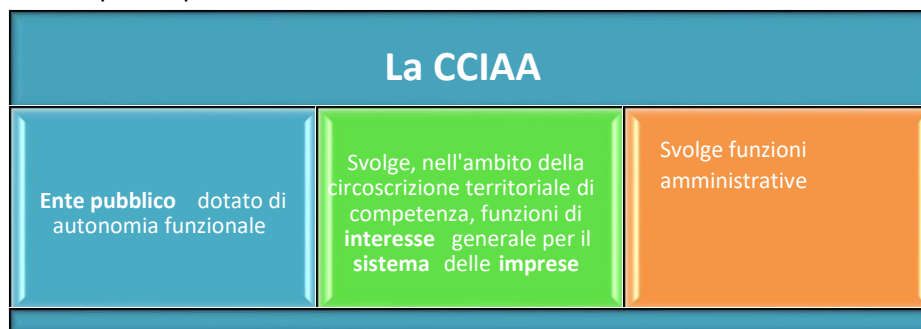 La CCIAA
Ente pubblico dotato di
autonomia funzionale
Svolge, nell'ambito della
circoscrizione territoriale di
competenza, funzioni di
interesse generale per il
sistema delle imprese
Svolge funzioni
amministrative